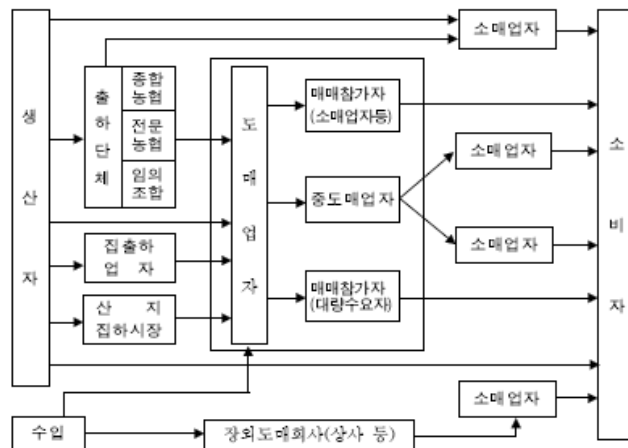 소매업자
생산자
출하단체
종합
농협
전문
농협
임의
조합
집출하
업 자
산 지
집하시장
도매업자
매매참가자
(소매업자등)
중도매업자
매매참가자
(대량수요자)
소매업자
소매업자
소비자
소매업자
수입
장외도매회사(상사 등)